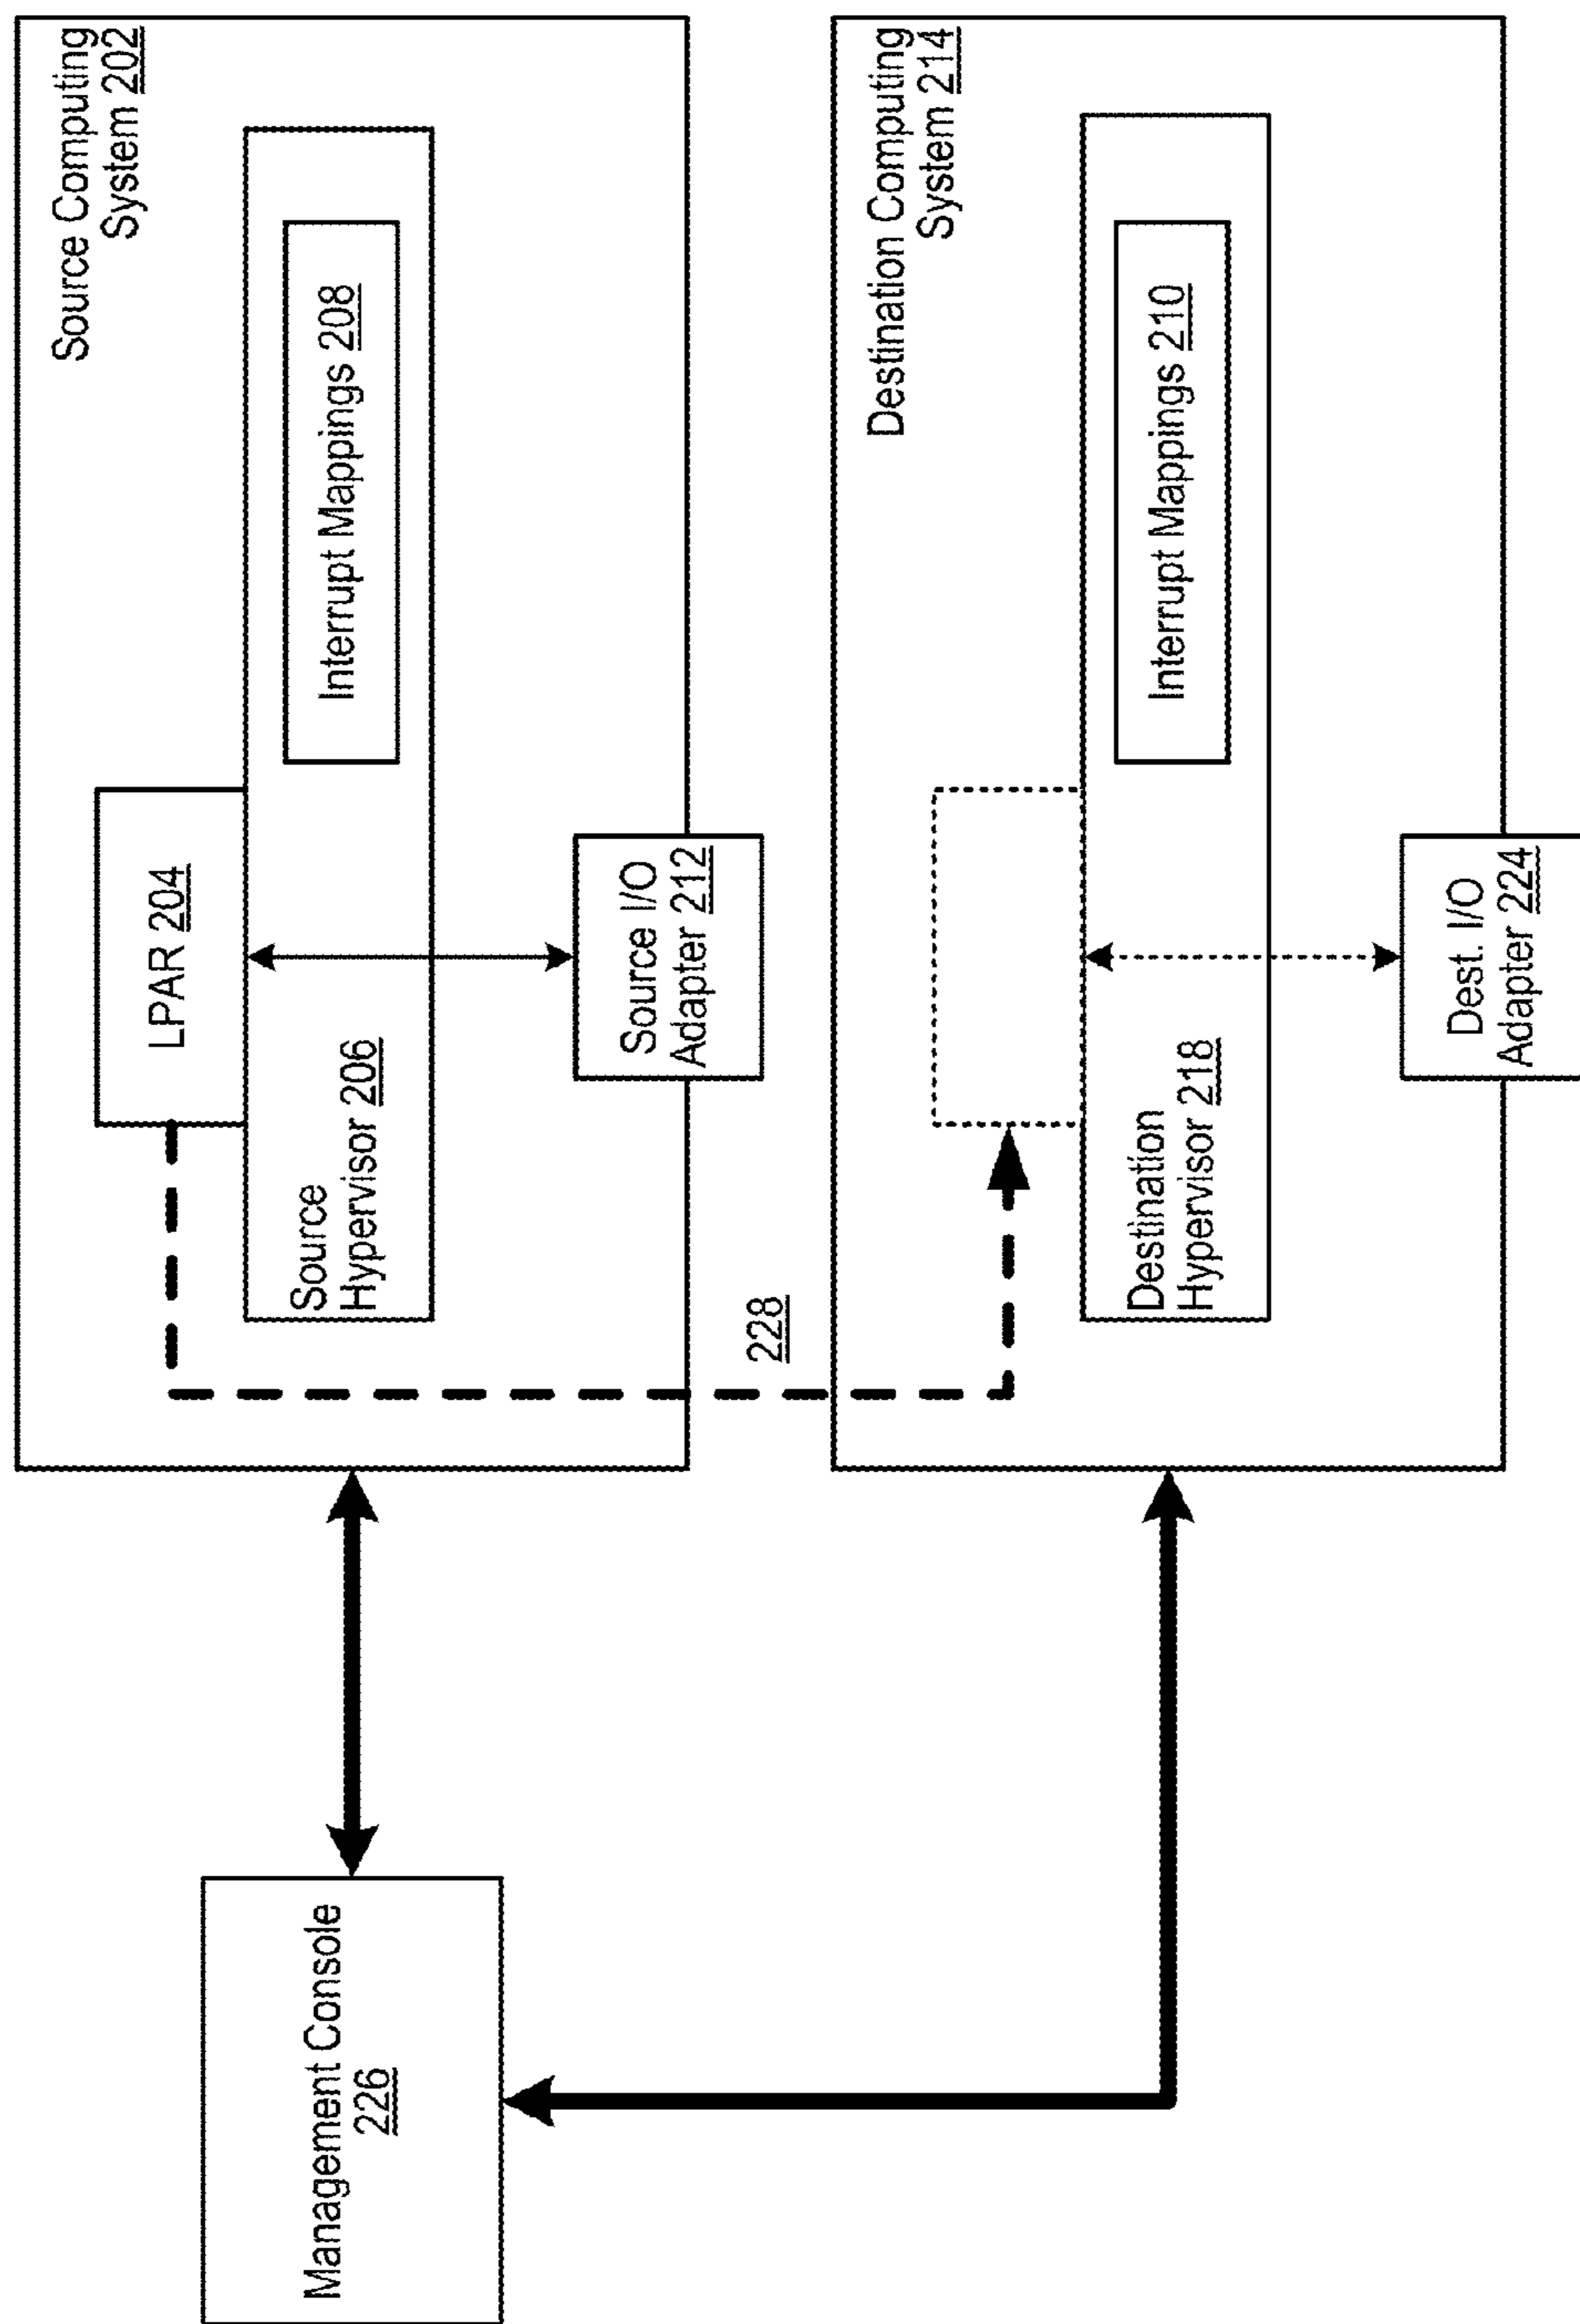 Management Console
226
Source Computing
System 202
LPAR 204
Source
Hypervisor 206
Interrupt Mappings 208
Source I/O
Adapter 212
228
Destination Computing
System 214
Destination
Hypervisor 218
Interrupt Mappings 210
Dest. I/O
Adapter 224